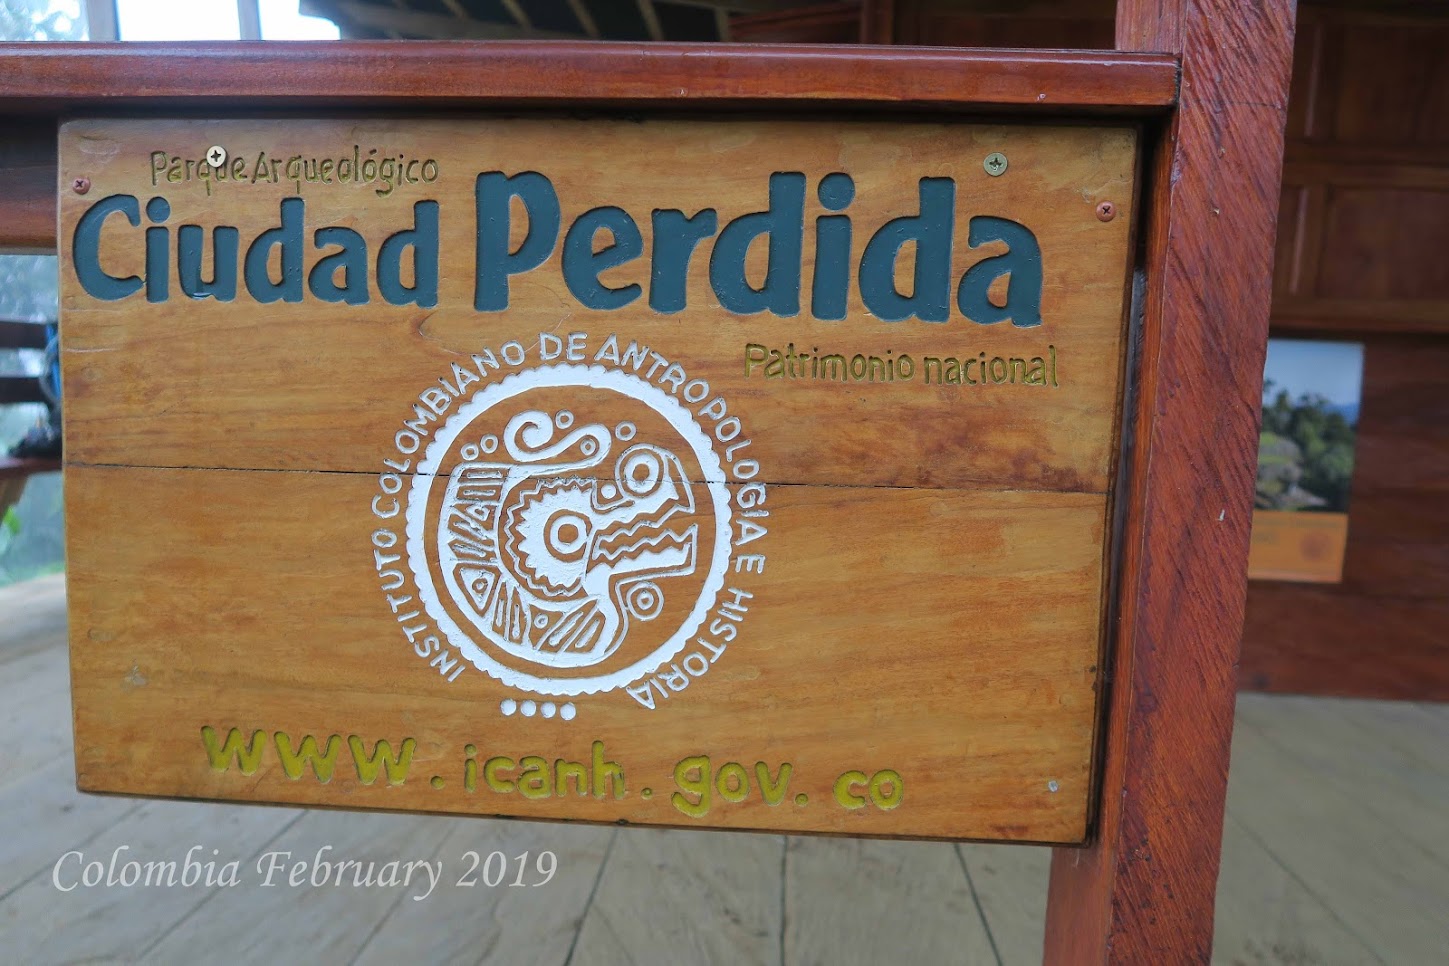 Parque Arqueológico
Ciudad Perdida
Patrimonio nacional
INSTITUTO COLOMBIANO DE ANTROPOLOGIA E HISTORIA
www.icanh.gov.co
Colombia February 2019